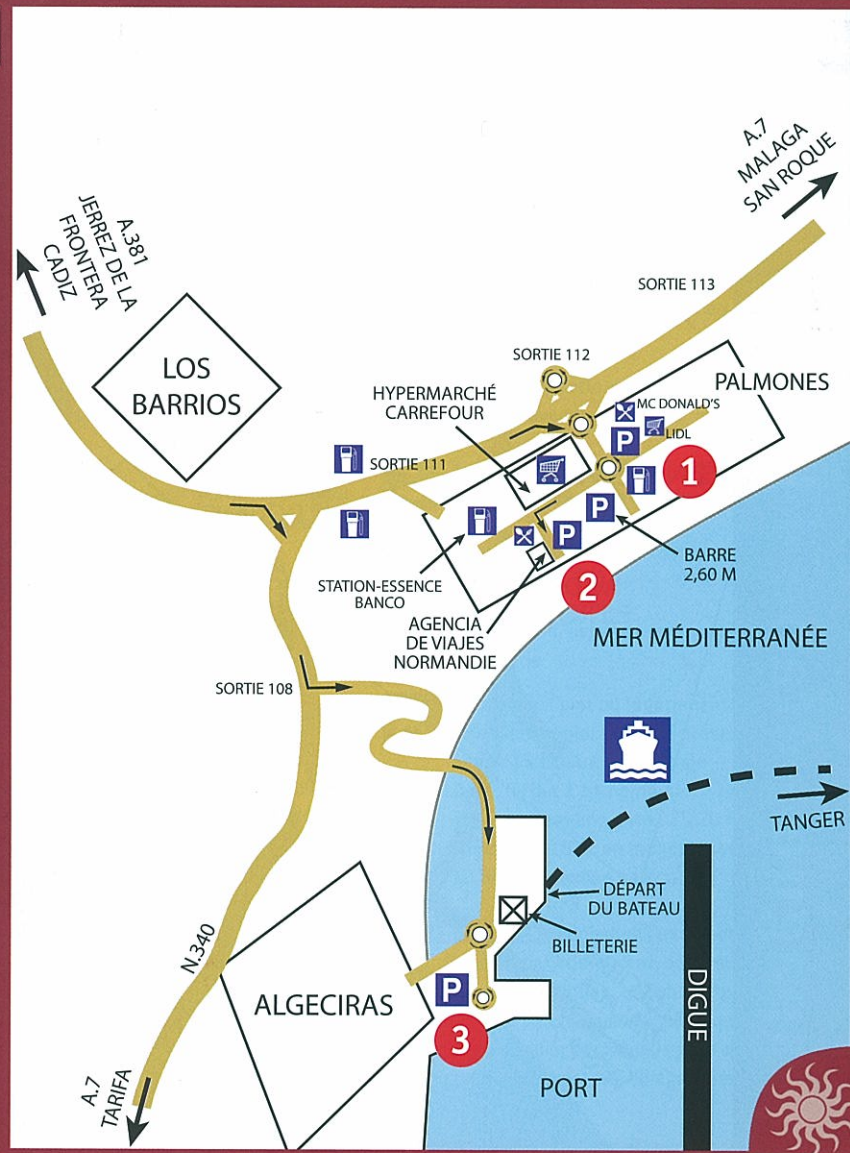 A.7
MALAGA
SAN ROQUE
A.381
JERREZ DE LA
FRONTERA
CADIZ
SORTIE 113
SORTIE 112
LOS
BARRIOS
HYPERMARCHÉ
CARREFOUR
PALMONES
MC DONALD'S
P
LIDL
SORTIE 111
1
P
P
BARRE
2,60 M
STATION-ESSENCE
BANCO
2
AGENCIA
DE VIAJES
NORMANDIE
MER MÉDITERRANÉE
SORTIE 108
TANGER
DÉPART
DU BATEAU
BILLETERIE
N.340
ALGECIRAS
P
3
DIGUE
PORT
A.7
TARIFA